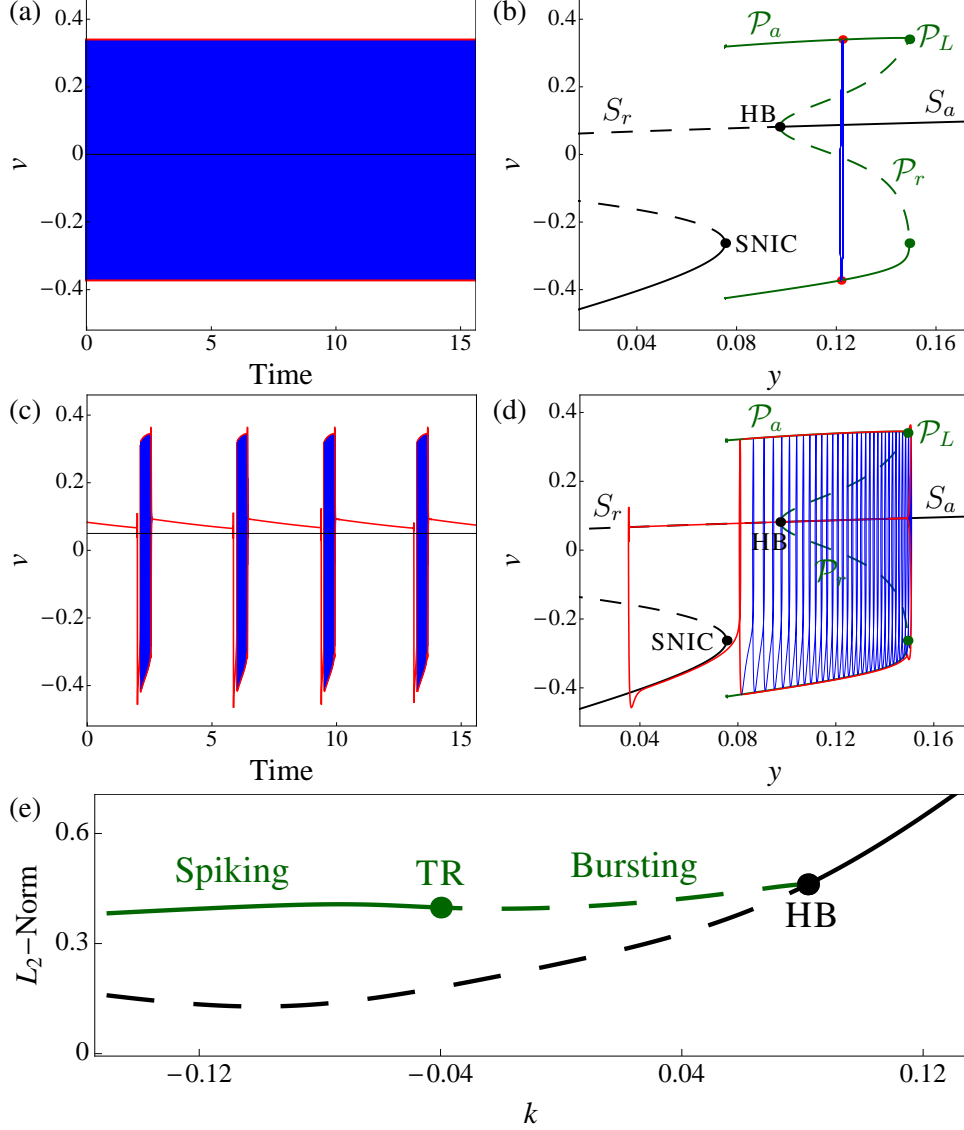 (a)
0.4
0.2
0
−0.2
−0.4
v
0
5
10
15
Time
(b)
0.4
0.2
0
−0.2
−0.4
v
𝒫a
𝒫L
Sr
HB
Sa
𝒫r
SNIC
0.04
0.08
0.12
0.16
y
(c)
0.4
0.2
0
−0.2
−0.4
v
0
5
10
15
Time
(d)
0.4
0.2
0
−0.2
−0.4
v
𝒫a
𝒫L
Sr
Sa
HB
𝒫r
SNIC
0.04
0.08
0.12
0.16
y
(e)
0.6
0.3
0
L2−Norm
Spiking
TR
Bursting
HB
−0.12
−0.04
0.04
0.12
k